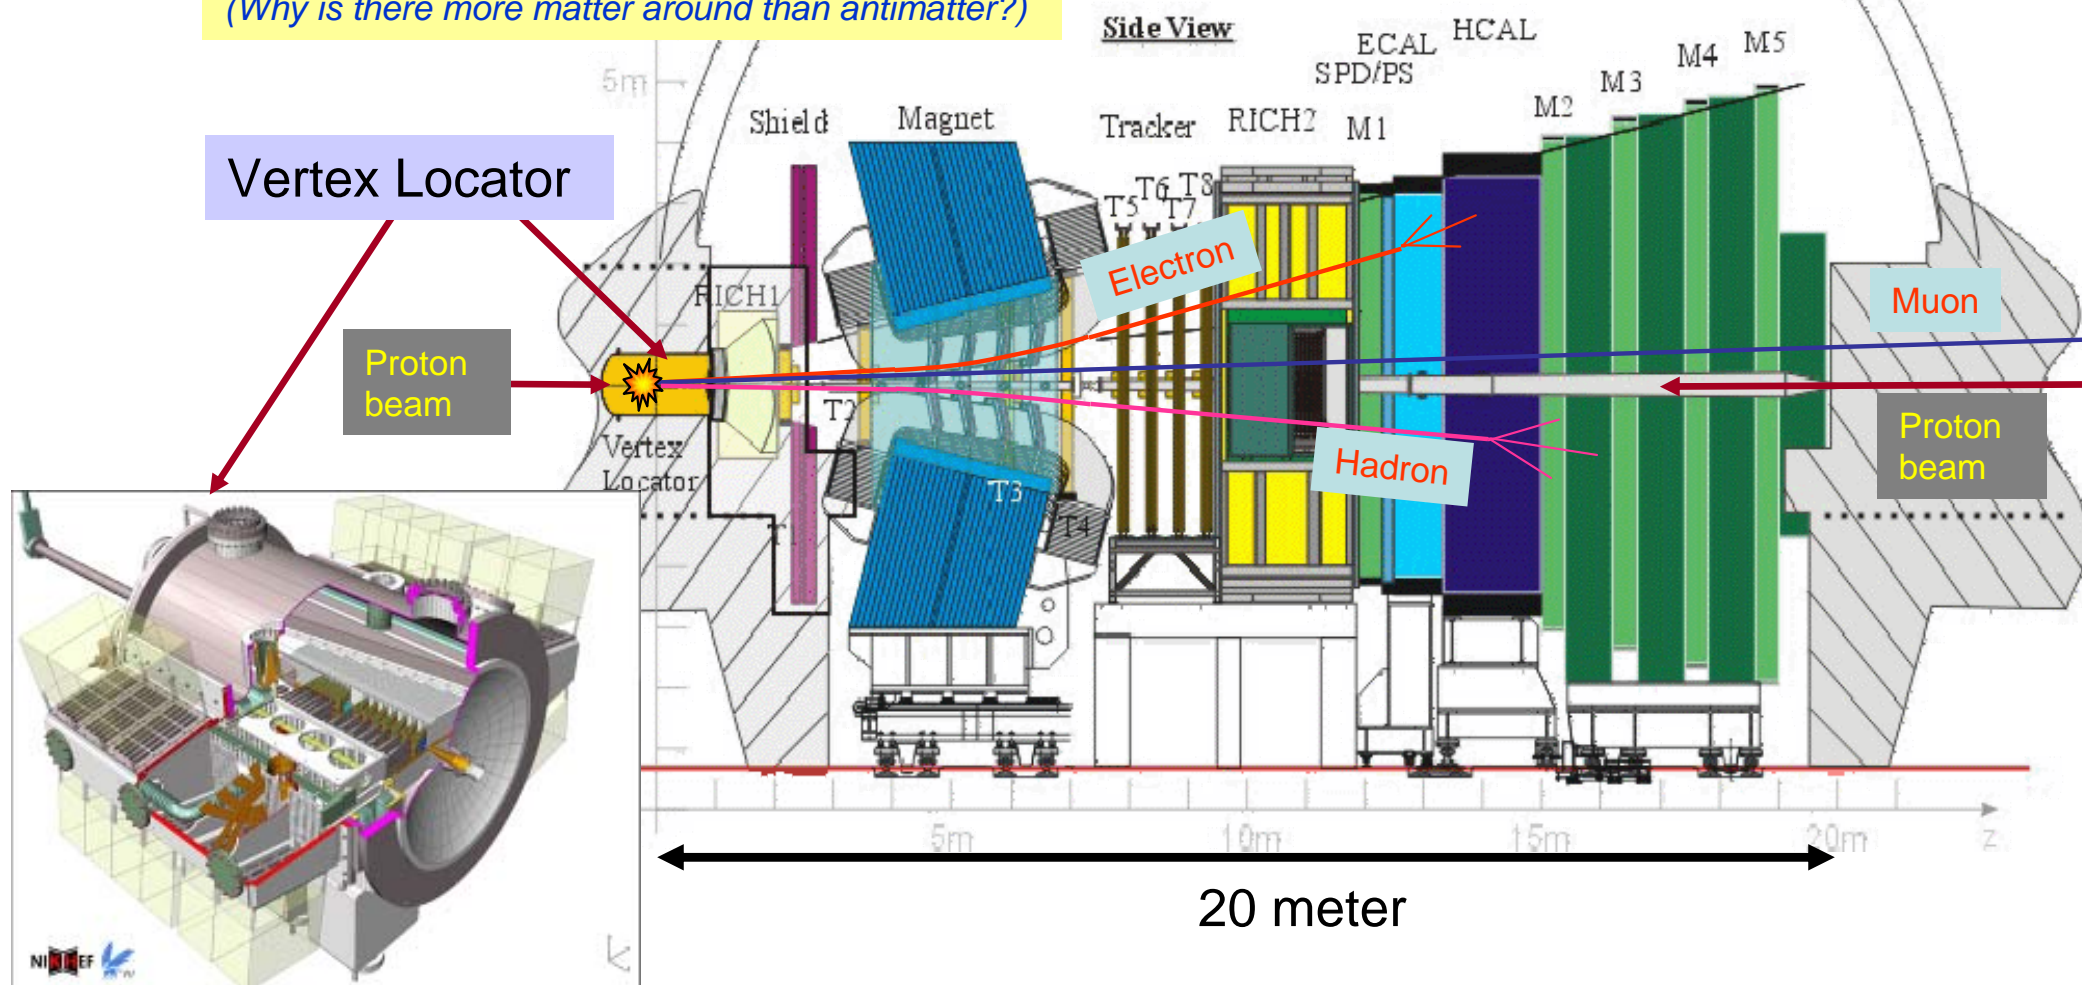 (Why is there more matter around than antimatter?)
Side View
ECAL
HCAL
SPD/PS
M4
M5
5m
M3
M2
Shield
Magnet
Tracker
RICH2
M1
Vertex Locator
T5
T6
T7
T8
Electron
RICH1
Muon
Proton
beam
T2
Vertex
Locator
Hadron
Proton
beam
T3
T4
NIKHEF
5m
10m
15m
20m
z
20 meter